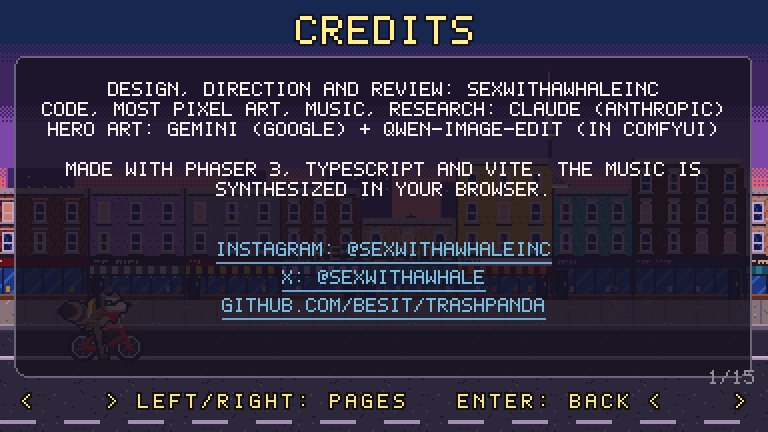 CREDITS
DESIGN, DIRECTION AND REVIEW: SEXWITHAWHALEINC
CODE, MOST PIXEL ART, MUSIC, RESEARCH: CLAUDE (ANTHROPIC)
HERO ART: GEMINI (GOOGLE) + QWEN-IMAGE-EDIT (IN COMFYUI)
MADE WITH PHASER 3, TYPESCRIPT AND VITE. THE MUSIC IS
SYNTHESIZED IN YOUR BROWSER.
INSTAGRAM: @SEXWITHAWHALEINC
X: @SEXWITHAWHALE
GITHUB.COM/BESIT/TRASHPANDA
1/15
< > LEFT/RIGHT: PAGES ENTER: BACK < >